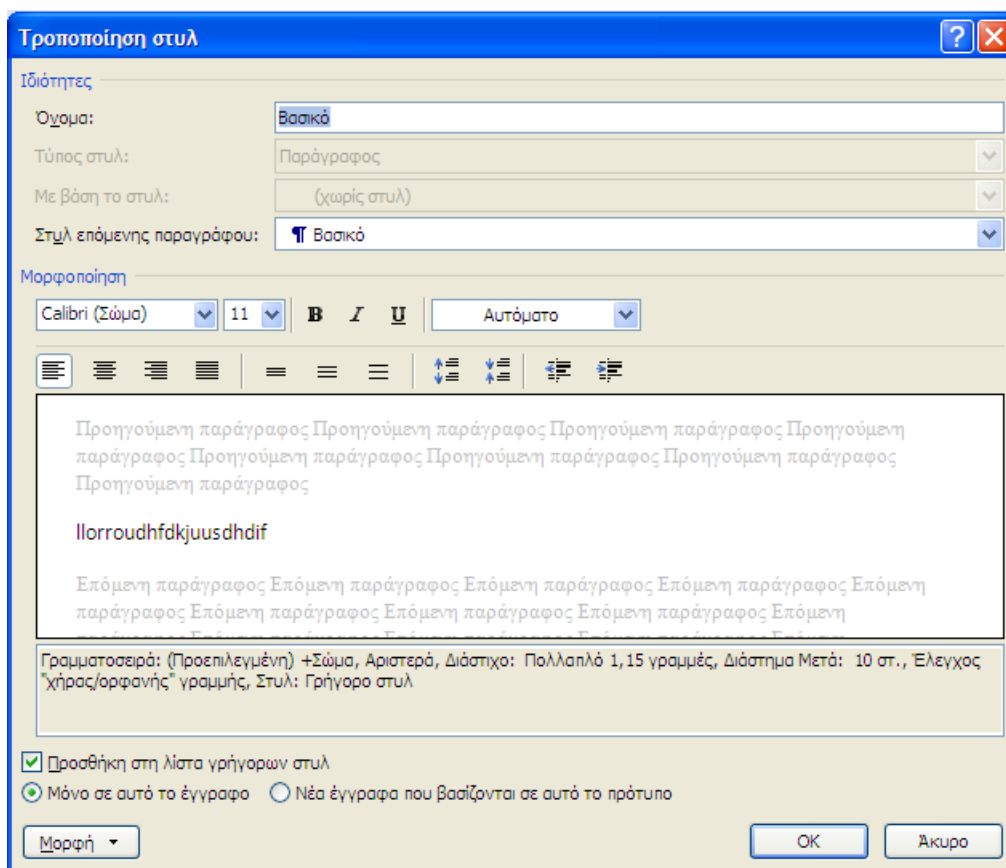 Τροποποίηση στυλ
Ιδιότητες
Όνομα: Βασικό
Τύπος στυλ: Παράγραφος
Με βάση το στυλ: (χωρίς στυλ)
Στυλ επόμενης παραγράφου: ¶ Βασικό
Μορφοποίηση
Calibri (Σώμα) 11 B I U Αυτόματο
Προηγούμενη παράγραφος Προηγούμενη παράγραφος Προηγούμενη παράγραφος Προηγούμενη
παράγραφος Προηγούμενη παράγραφος Προηγούμενη παράγραφος Προηγούμενη παράγραφος
Προηγούμενη παράγραφος
llorroudhfdkjuusdhdif
Επόμενη παράγραφος Επόμενη παράγραφος Επόμενη παράγραφος Επόμενη παράγραφος Επόμενη
παράγραφος Επόμενη παράγραφος Επόμενη παράγραφος Επόμενη παράγραφος Επόμενη
Γραμματοσειρά: (Προεπιλεγμένη) +Σώμα, Αριστερά, Διάστιχο: Πολλαπλό 1,15 γραμμές, Διάστημα Μετά: 10 στ., Έλεγχος
"χήρας/ορφανής" γραμμής, Στυλ: Γρήγορο στυλ
Προσθήκη στη λίστα γρήγορων στυλ
Μόνο σε αυτό το έγγραφο Νέα έγγραφα που βασίζονται σε αυτό το πρότυπο
Μορφή OK Άκυρο